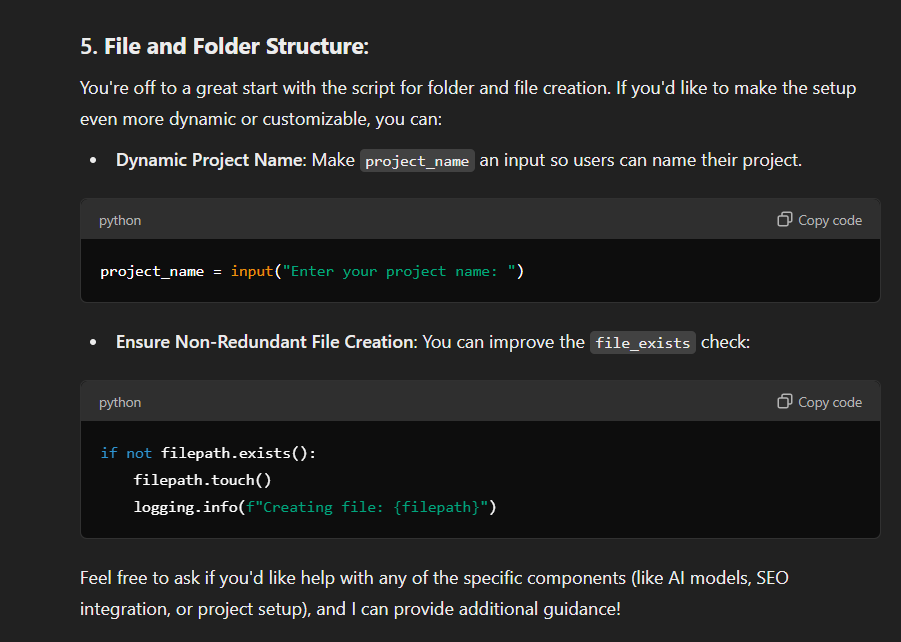 5. File and Folder Structure:
You're off to a great start with the script for folder and file creation. If you'd like to make the setup
even more dynamic or customizable, you can:
• Dynamic Project Name: Make project_name an input so users can name their project.
python Copy code
project_name = input("Enter your project name: ")
• Ensure Non-Redundant File Creation: You can improve the file_exists check:
python Copy code
if not filepath.exists():
    filepath.touch()
    logging.info(f"Creating file: {filepath}")
Feel free to ask if you'd like help with any of the specific components (like AI models, SEO
integration, or project setup), and I can provide additional guidance!